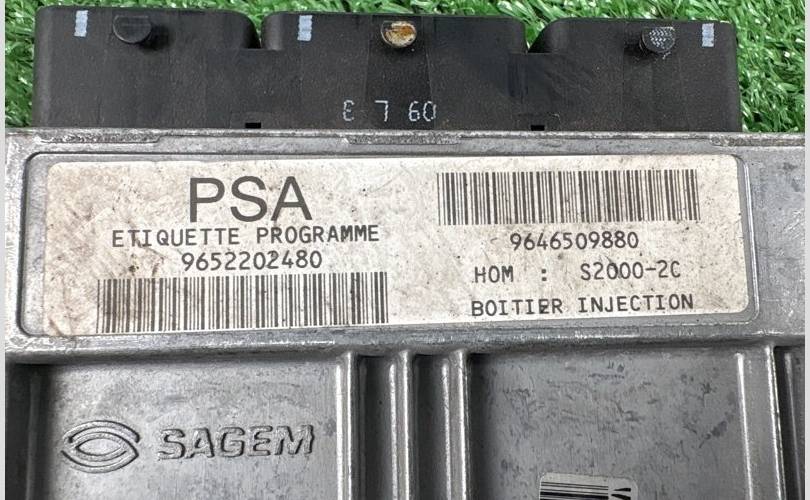 E 7 60
PSA
ETIQUETTE PROGRAMME
9652202480
9646509880
HOM : S2000-2C
BOITIER INJECTION
SAGEM